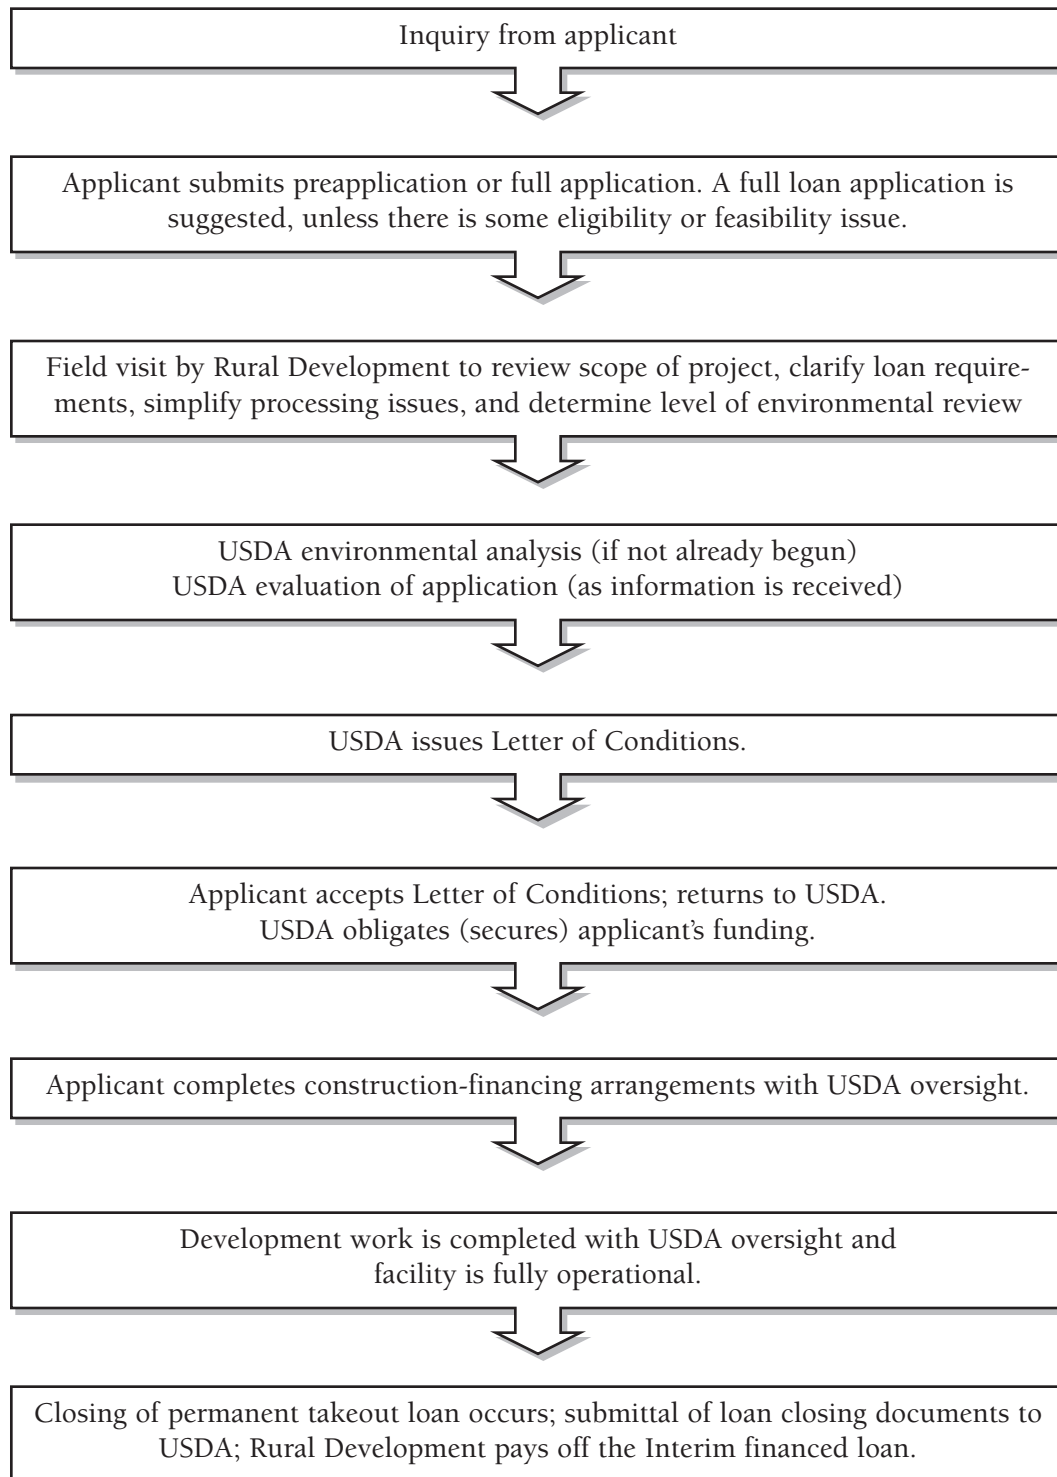 Inquiry from applicant
Applicant submits preapplication or full application. A full loan application is
suggested, unless there is some eligibility or feasibility issue.
Field visit by Rural Development to review scope of project, clarify loan require-
ments, simplify processing issues, and determine level of environmental review
USDA environmental analysis (if not already begun)
USDA evaluation of application (as information is received)
USDA issues Letter of Conditions.
Applicant accepts Letter of Conditions; returns to USDA.
USDA obligates (secures) applicant’s funding.
Applicant completes construction-financing arrangements with USDA oversight.
Development work is completed with USDA oversight and
facility is fully operational.
Closing of permanent takeout loan occurs; submittal of loan closing documents to
USDA; Rural Development pays off the Interim financed loan.